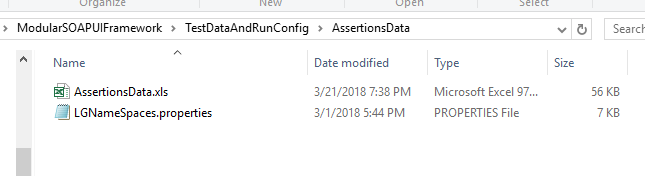 Organize New Open Select
ModularSOAPUIFramework > TestDataAndRunConfig > AssertionsData
Name Date modified Type Size
AssertionsData.xls 3/21/2018 7:38 PM Microsoft Excel 97... 56 KB
LGNameSpaces.properties 3/1/2018 5:44 PM PROPERTIES File 7 KB